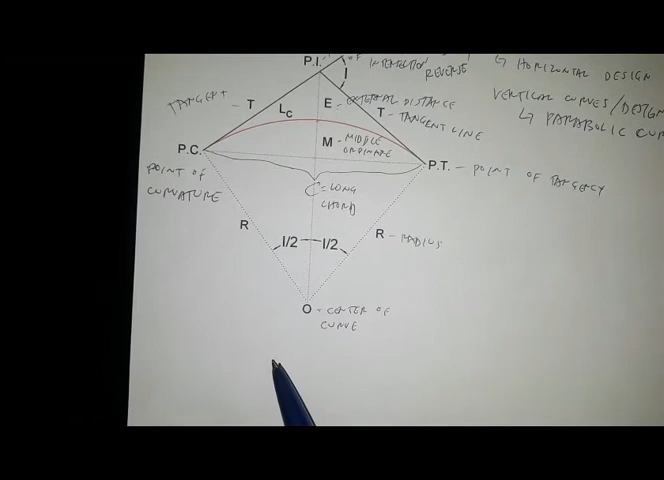 P.I.
OF
INTERSECTION
REVERSE
I
↳ HORIZONTAL DESIGN
VERTICAL CURVES/DESIGN
↳ PARABOLIC
TANGENT - T
LC
E - EXTERNAL DISTANCE
T - TANGENT LINE
M - MIDDLE
ORDINATE
P.C.
POINT OF
CURVATURE
P.T. - POINT OF TANGENCY
C = LONG
CHORD
R
I/2
I/2
R - RADIUS
O - CENTER OF
CURVE